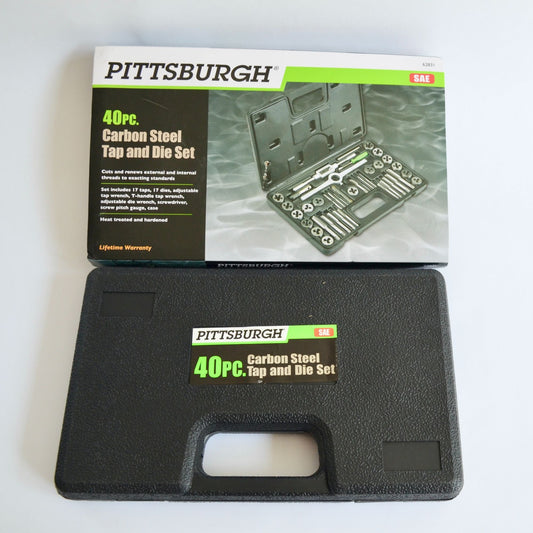 PITTSBURGH®
62831
SAE
40PC.
Carbon Steel
Tap and Die Set
Cuts and renews external and internal
threads to exacting standards
Set includes 17 taps, 17 dies, adjustable
tap wrench, T-handle tap wrench,
adjustable die wrench, screwdriver,
screw pitch gauge, case
Heat treated and hardened
Lifetime Warranty
PITTSBURGH
PITTSBURGH
SAE
40PC. Carbon Steel
Tap and Die Set